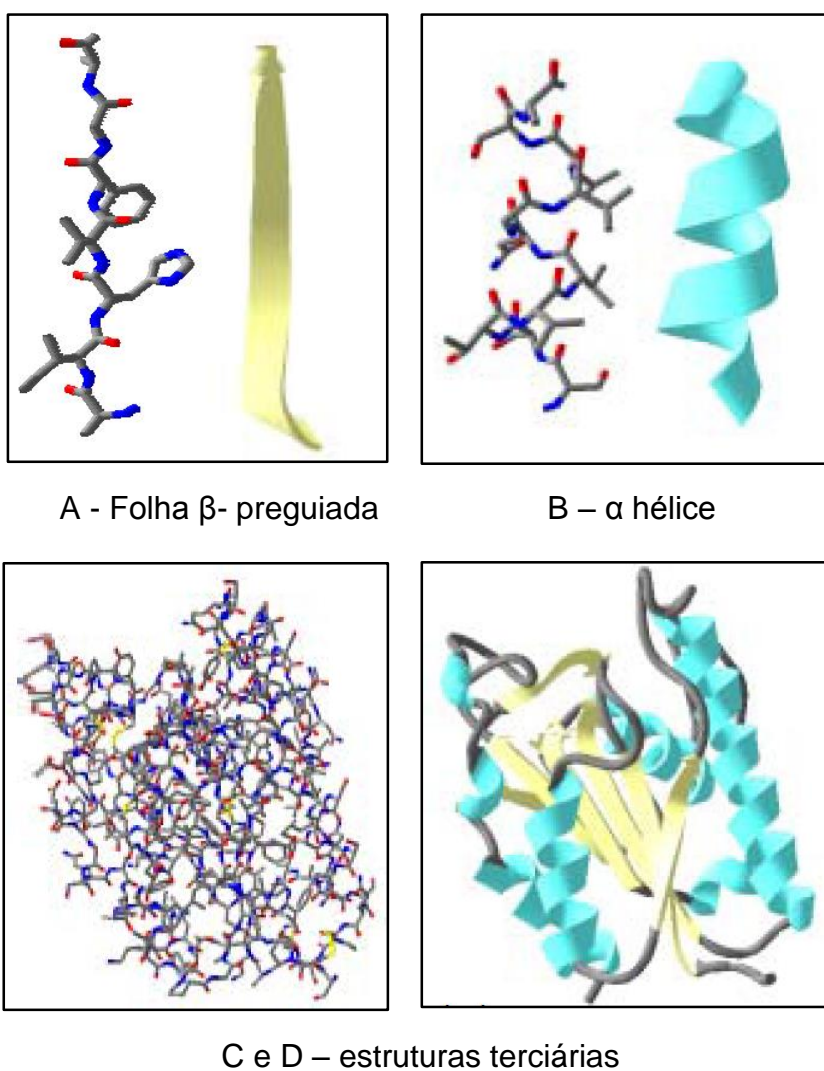 A - Folha β- preguiada
B – α hélice
C e D – estruturas terciárias